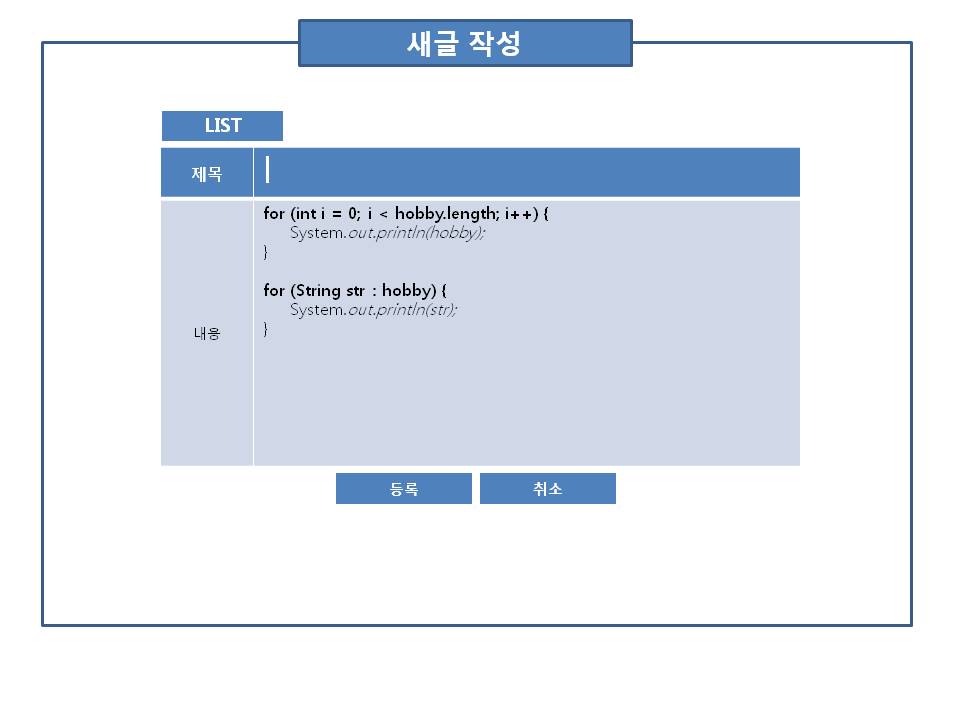 새글 작성
LIST
제목
for (int i = 0; i < hobby.length; i++) {
System.out.println(hobby);
}
for (String str : hobby) {
System.out.println(str);
}
내용
등록 취소